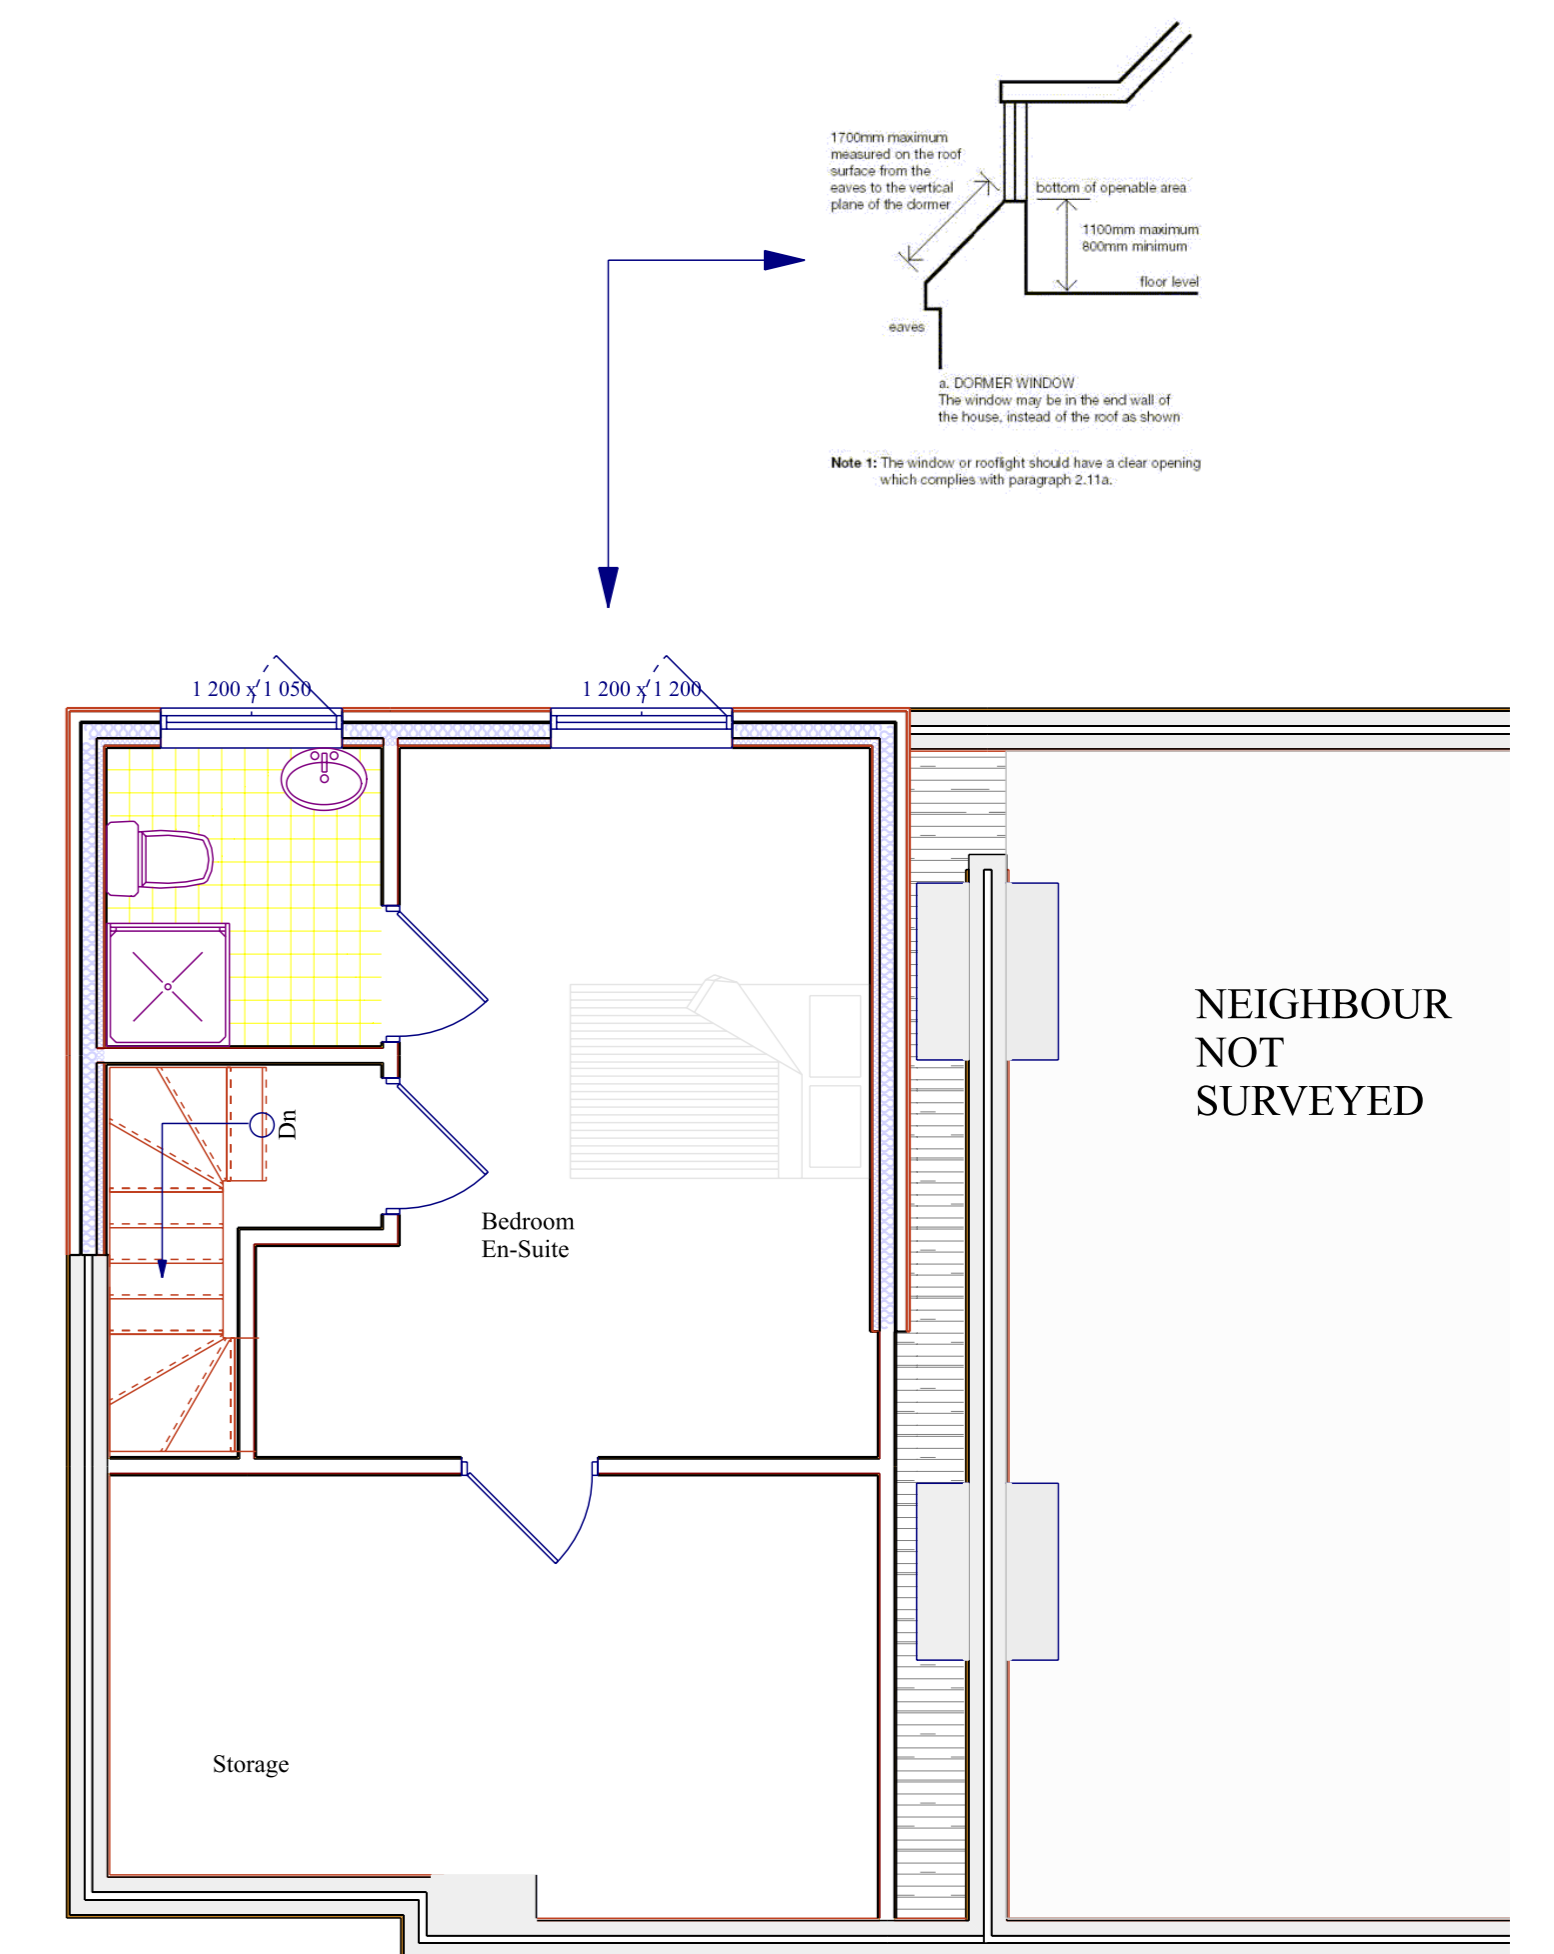 1700mm maximum
measured on the roof
surface from the
eaves to the vertical
plane of the dormer
bottom of openable area
1100mm maximum
800mm minimum
floor level
eaves
a. DORMER WINDOW
The window may be in the end wall of
the house, instead of the roof as shown
Note 1: The window or rooflight should have a clear opening
which complies with paragraph 2.11a.
1 200 x 1 050
1 200 x 1 200
NEIGHBOUR
NOT
SURVEYED
Dn
Bedroom
En-Suite
Storage